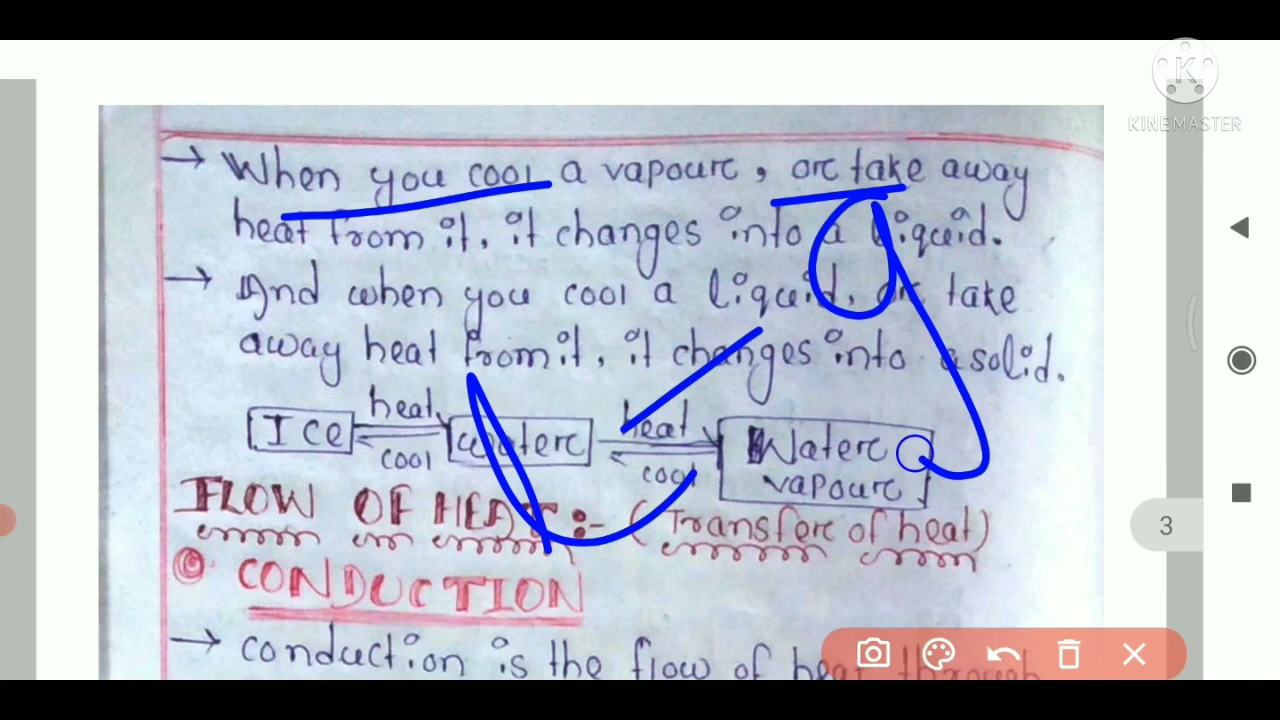 KINEMASTER
→ When you cool a vapour, or take away
heat from it, it changes into a liquid.
→ And when you cool a liquid, or take
away heat from it, it changes into a solid.
Ice heat cool water heat cool Water
vapour
FLOW OF HEAT :- (Transfer of heat)
CONDUCTION
→ conduction is the flow of heat through
3